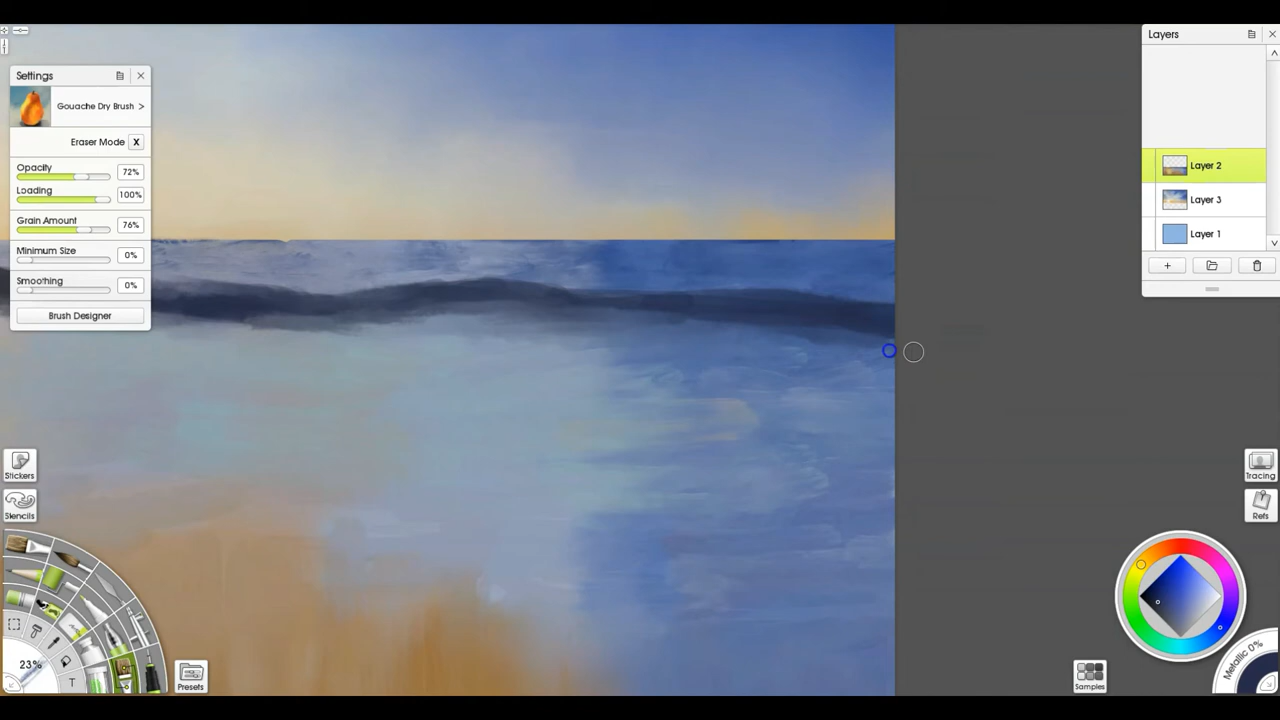 Settings
Gouache Dry Brush >
Eraser Mode X
Opacity 72%
Loading 100%
Grain Amount 76%
Minimum Size 0%
Smoothing 0%
Brush Designer
Layers
Layer 2
Layer 3
Layer 1
Stickers
Stencils
23%
T
Presets
Tracing
Refs
Samples
Metallic 0%